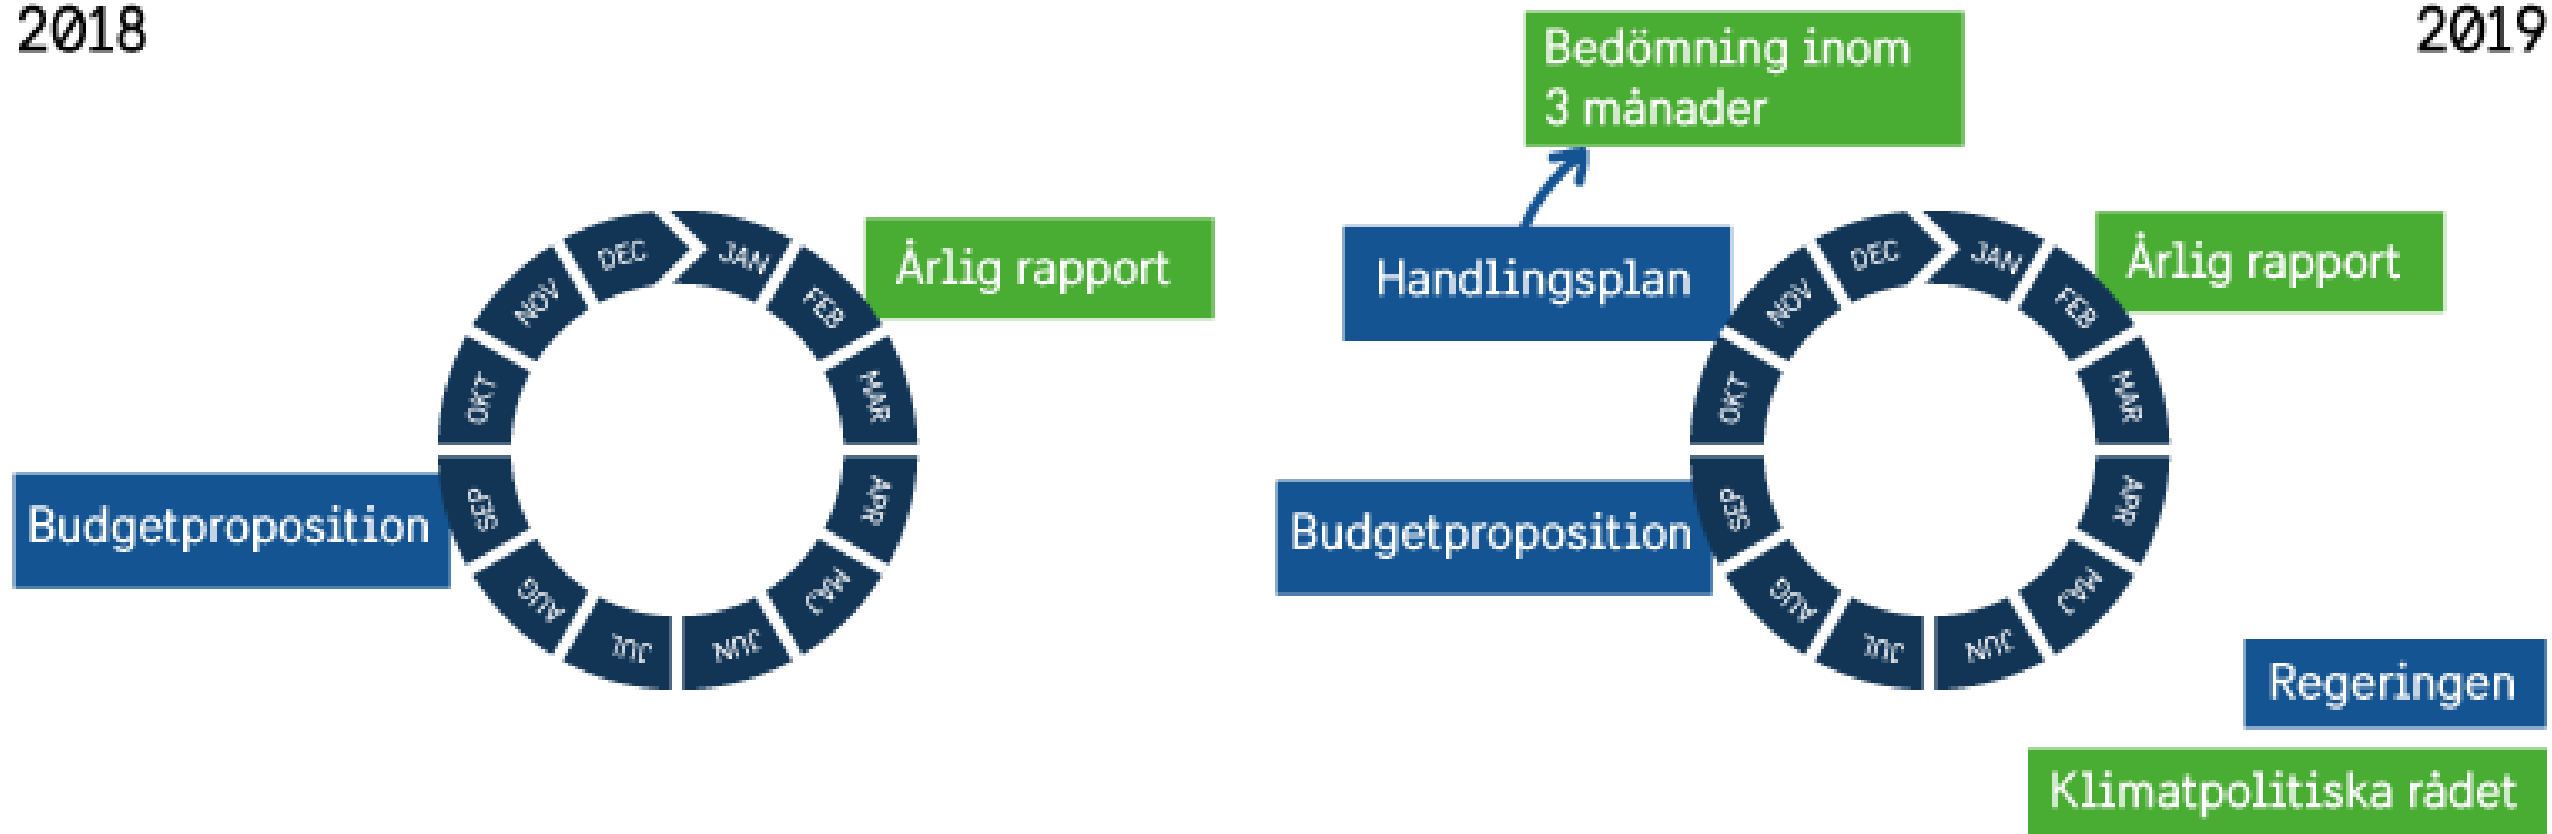 2018
Årlig rapport
Budgetproposition
JAN
FEB
MAR
APR
MAJ
JUN
JUL
AUG
SEP
OKT
NOV
DEC
2019
Bedömning inom
3 månader
Handlingsplan
Årlig rapport
Budgetproposition
JAN
FEB
MAR
APR
MAJ
JUN
JUL
AUG
SEP
OKT
NOV
DEC
Regeringen
Klimatpolitiska rådet